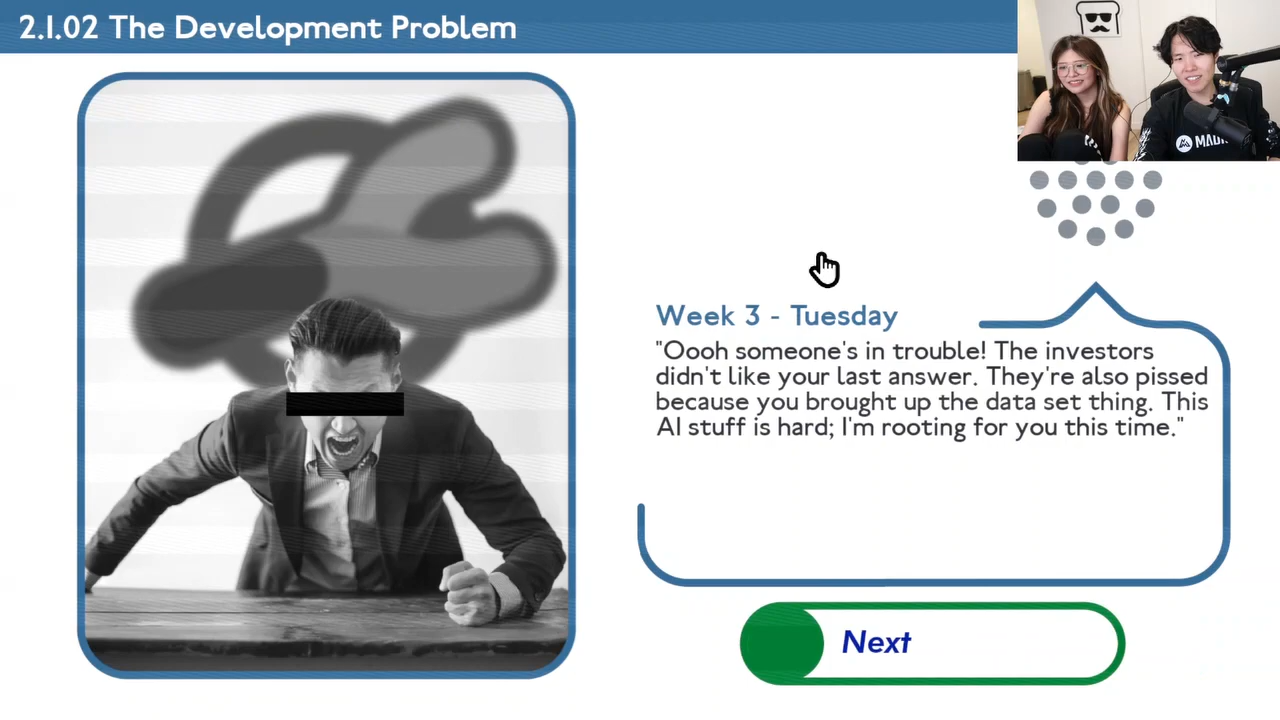 2.1.02 The Development Problem
Week 3 - Tuesday
"Oooh someone's in trouble! The investors
didn't like your last answer. They're also pissed
because you brought up the data set thing. This
AI stuff is hard; I'm rooting for you this time."
Next